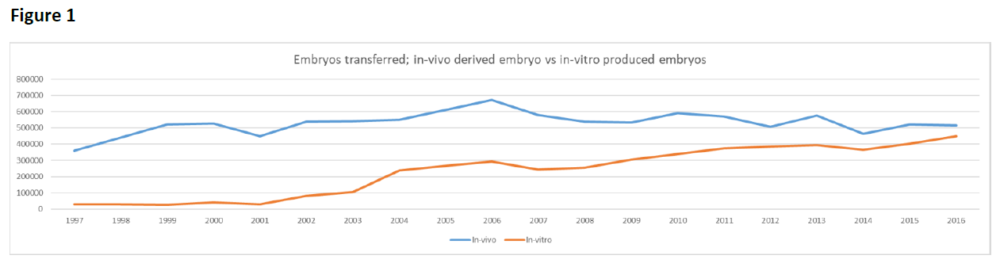 Figure 1
Embryos transferred; in-vivo derived embryo vs in-vitro produced embryos
800000
700000
600000
500000
400000
300000
200000
100000
0
1997 1998 1999 2000 2001 2002 2003 2004 2005 2006 2007 2008 2009 2010 2011 2012 2013 2014 2015 2016
In-vivo In-vitro